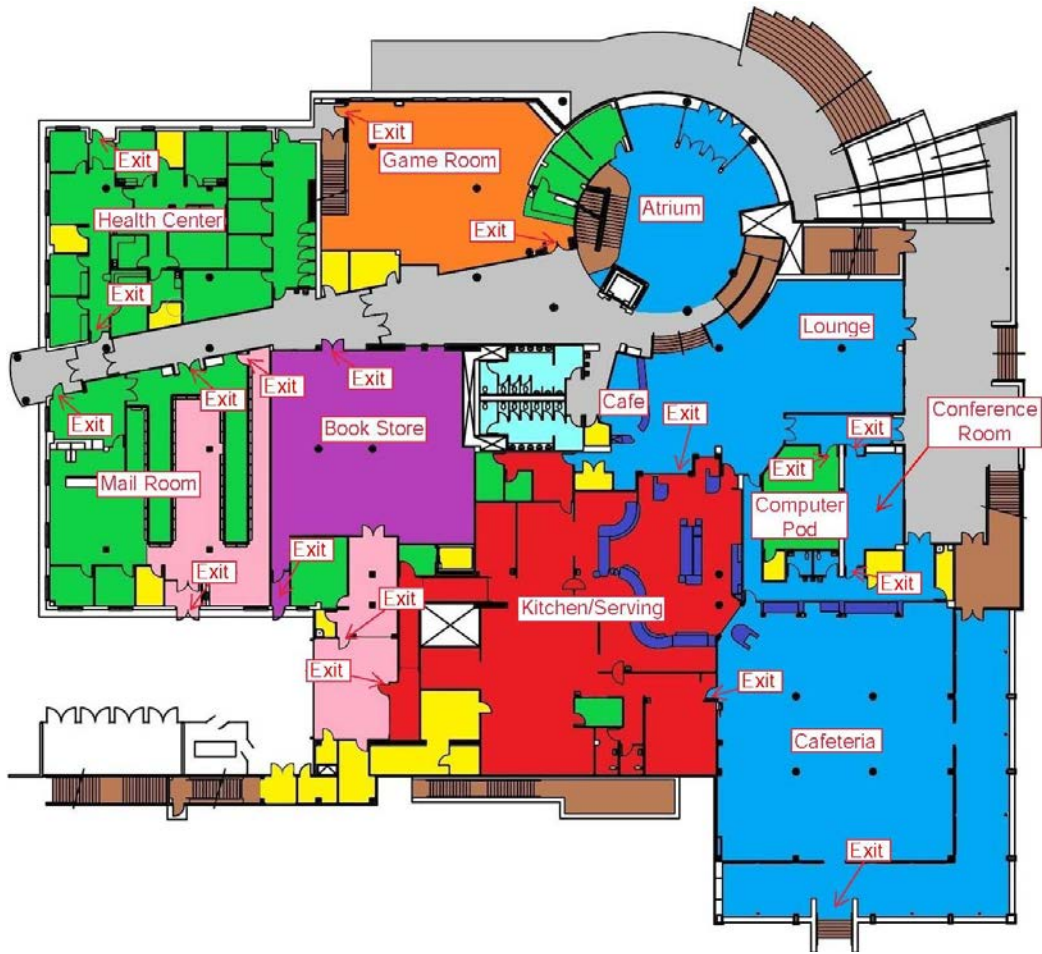 Exit
Exit
Game Room
Health Center
Atrium
Exit
Exit
Lounge
Exit
Exit
Exit
Exit
Cafe
Conference
Room
Book Store
Exit
Exit
Exit
Mail Room
Computer
Pod
Exit
Exit
Exit
Kitchen/Serving
Exit
Exit
Exit
Cafeteria
Exit